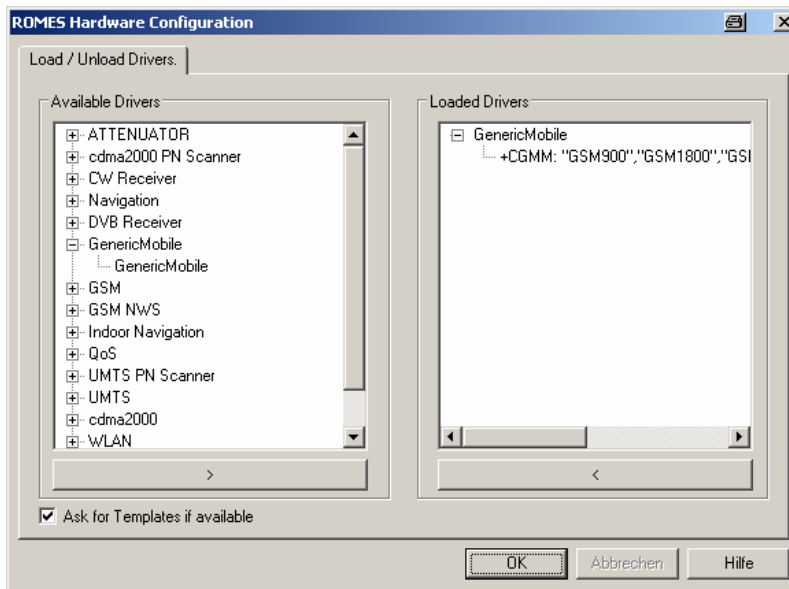 ROMES Hardware Configuration
Load / Unload Drivers.
Available Drivers
ATTENUATOR
cdma2000 PN Scanner
CW Receiver
Navigation
DVB Receiver
GenericMobile
GenericMobile
GSM
GSM NWS
Indoor Navigation
QoS
UMTS PN Scanner
UMTS
cdma2000
WLAN
>
Loaded Drivers
GenericMobile
+CGMM: "GSM900","GSM1800","GSI
<
Ask for Templates if available
OK
Abbrechen
Hilfe